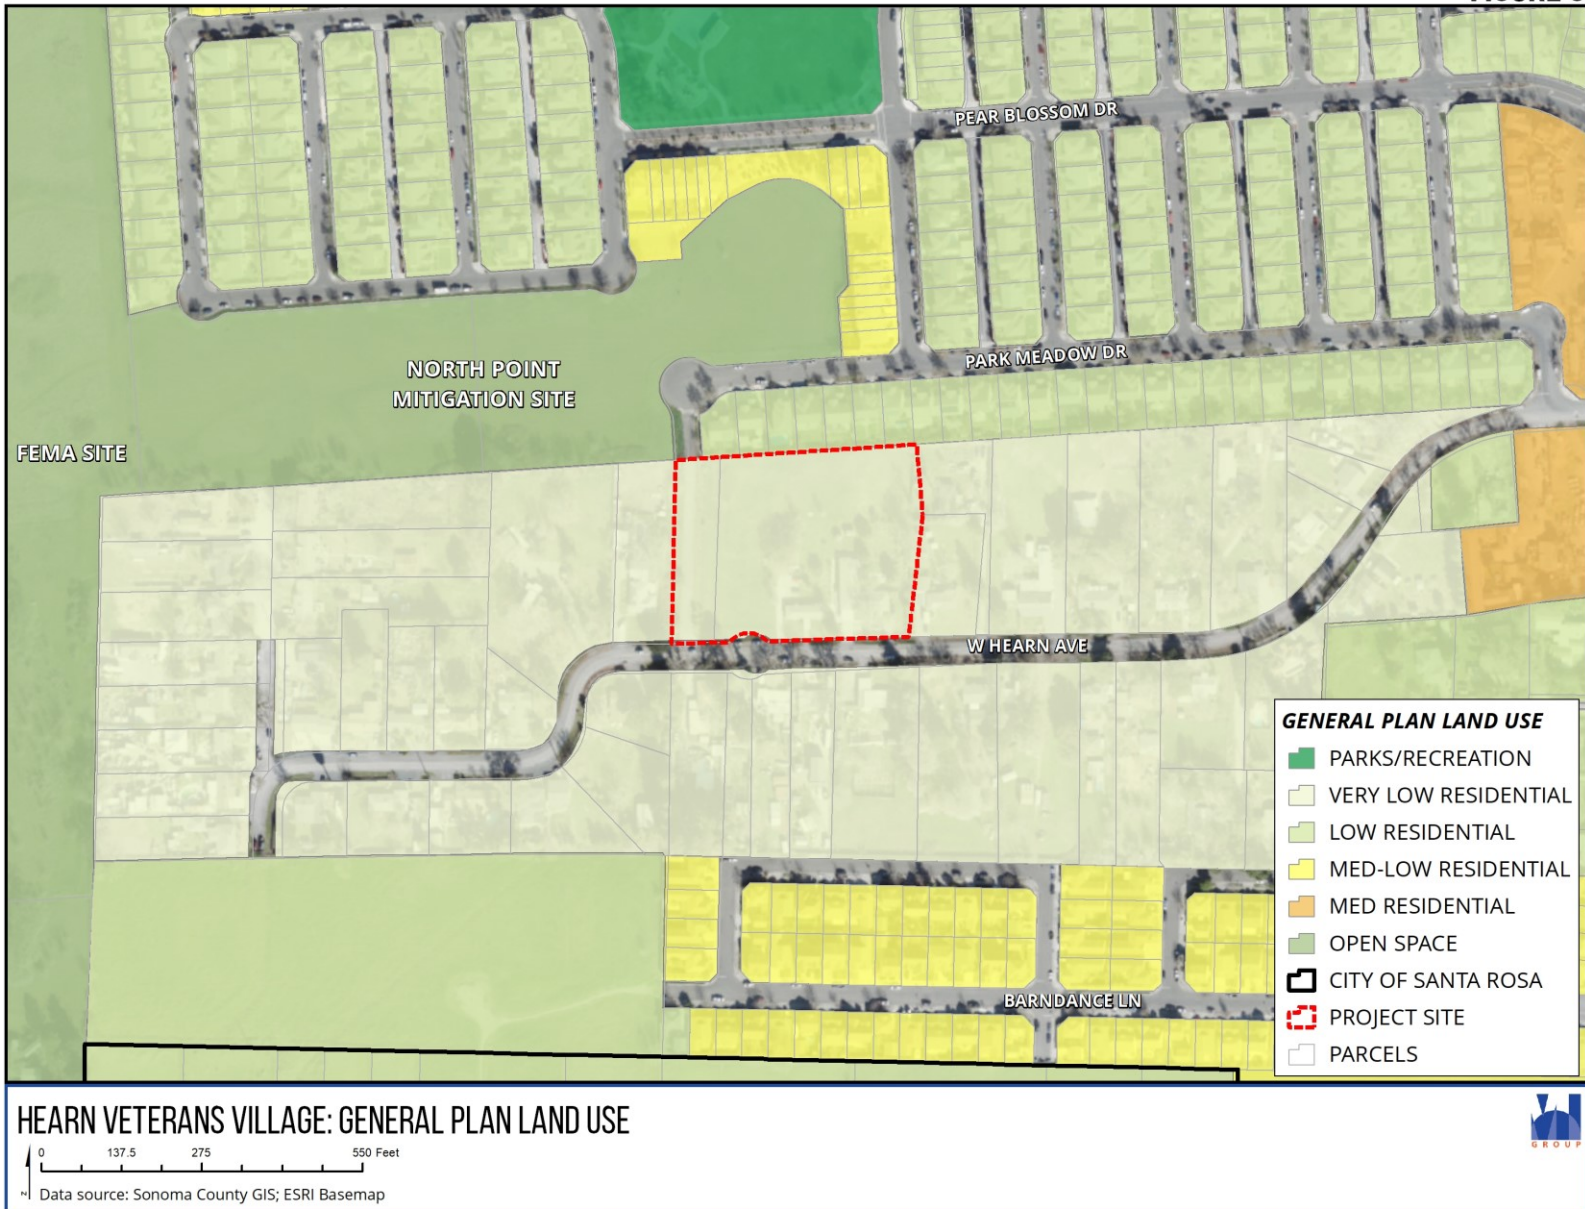 PEAR BLOSSOM DR
PARK MEADOW DR
NORTH POINT
MITIGATION SITE
FEMA SITE
W HEARN AVE
BARNDANCE LN
GENERAL PLAN LAND USE
PARKS/RECREATION
VERY LOW RESIDENTIAL
LOW RESIDENTIAL
MED-LOW RESIDENTIAL
MED RESIDENTIAL
OPEN SPACE
CITY OF SANTA ROSA
PROJECT SITE
PARCELS
HEARN VETERANS VILLAGE: GENERAL PLAN LAND USE
0 137.5 275 550 Feet
N
Data source: Sonoma County GIS; ESRI Basemap
W
GROUP